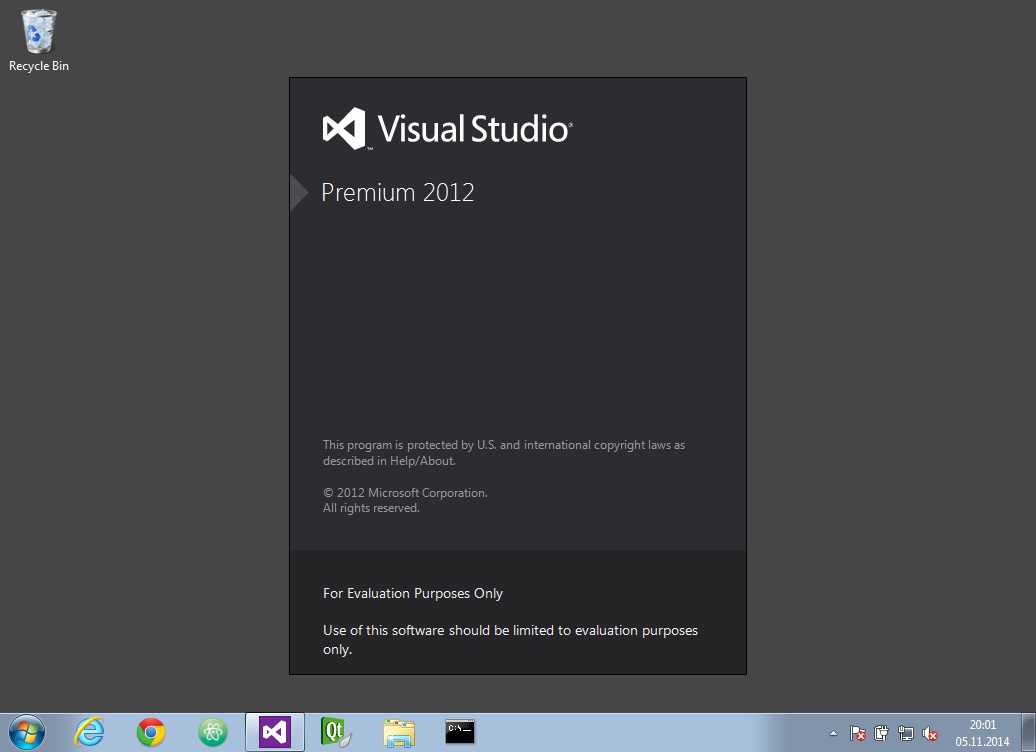 Recycle Bin
Visual Studio®
™
Premium 2012
This program is protected by U.S. and international copyright laws as
described in Help/About.
© 2012 Microsoft Corporation.
All rights reserved.
For Evaluation Purposes Only
Use of this software should be limited to evaluation purposes
only.
Qt
C:\_
20:01
05.11.2014